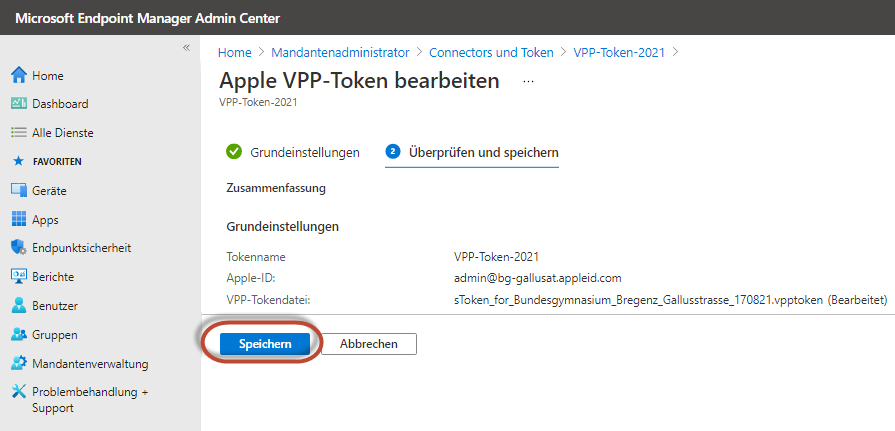 Microsoft Endpoint Manager Admin Center
«
Home
Dashboard
Alle Dienste
FAVORITEN
Geräte
Apps
Endpunktsicherheit
Berichte
Benutzer
Gruppen
Mandantenverwaltung
Problembehandlung +
Support
Home > Mandantenadministrator > Connectors und Token > VPP-Token-2021 >
Apple VPP-Token bearbeiten ...
VPP-Token-2021
Grundeinstellungen
2 Überprüfen und speichern
Zusammenfassung
Grundeinstellungen
Tokenname VPP-Token-2021
Apple-ID: admin@bg-gallusat.appleid.com
VPP-Tokendatei: sToken_for_Bundesgymnasium_Bregenz_Gallusstrasse_170821.vpptoken (Bearbeitet)
Speichern Abbrechen